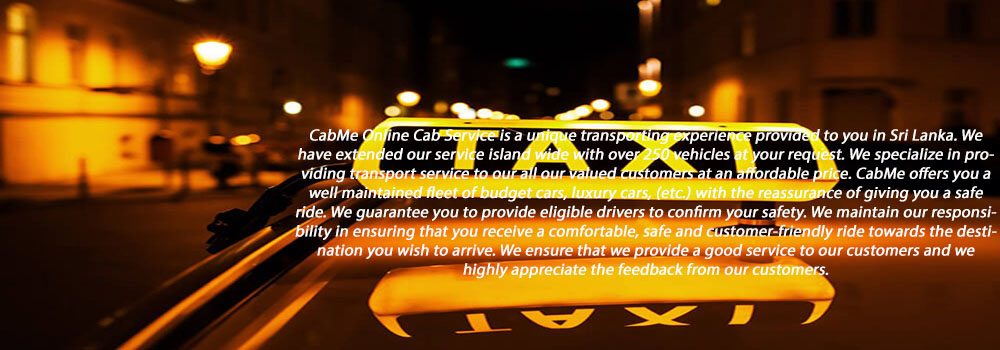 CabMe Online Cab Service is a unique transporting experience provided to you in Sri Lanka. We
have extended our service island wide with over 250 vehicles at your request. We specialize in pro-
viding transport service to our all our valued customers at an affordable price. CabMe offers you a
well maintained fleet of budget cars, luxury cars, (etc.) with the reassurance of giving you a safe
ride. We guarantee you to provide eligible drivers to confirm your safety. We maintain our responsi-
bility in ensuring that you receive a comfortable, safe and customer-friendly ride towards the desti-
nation you wish to arrive. We ensure that we provide a good service to our customers and we
highly appreciate the feedback from our customers.
TAXI